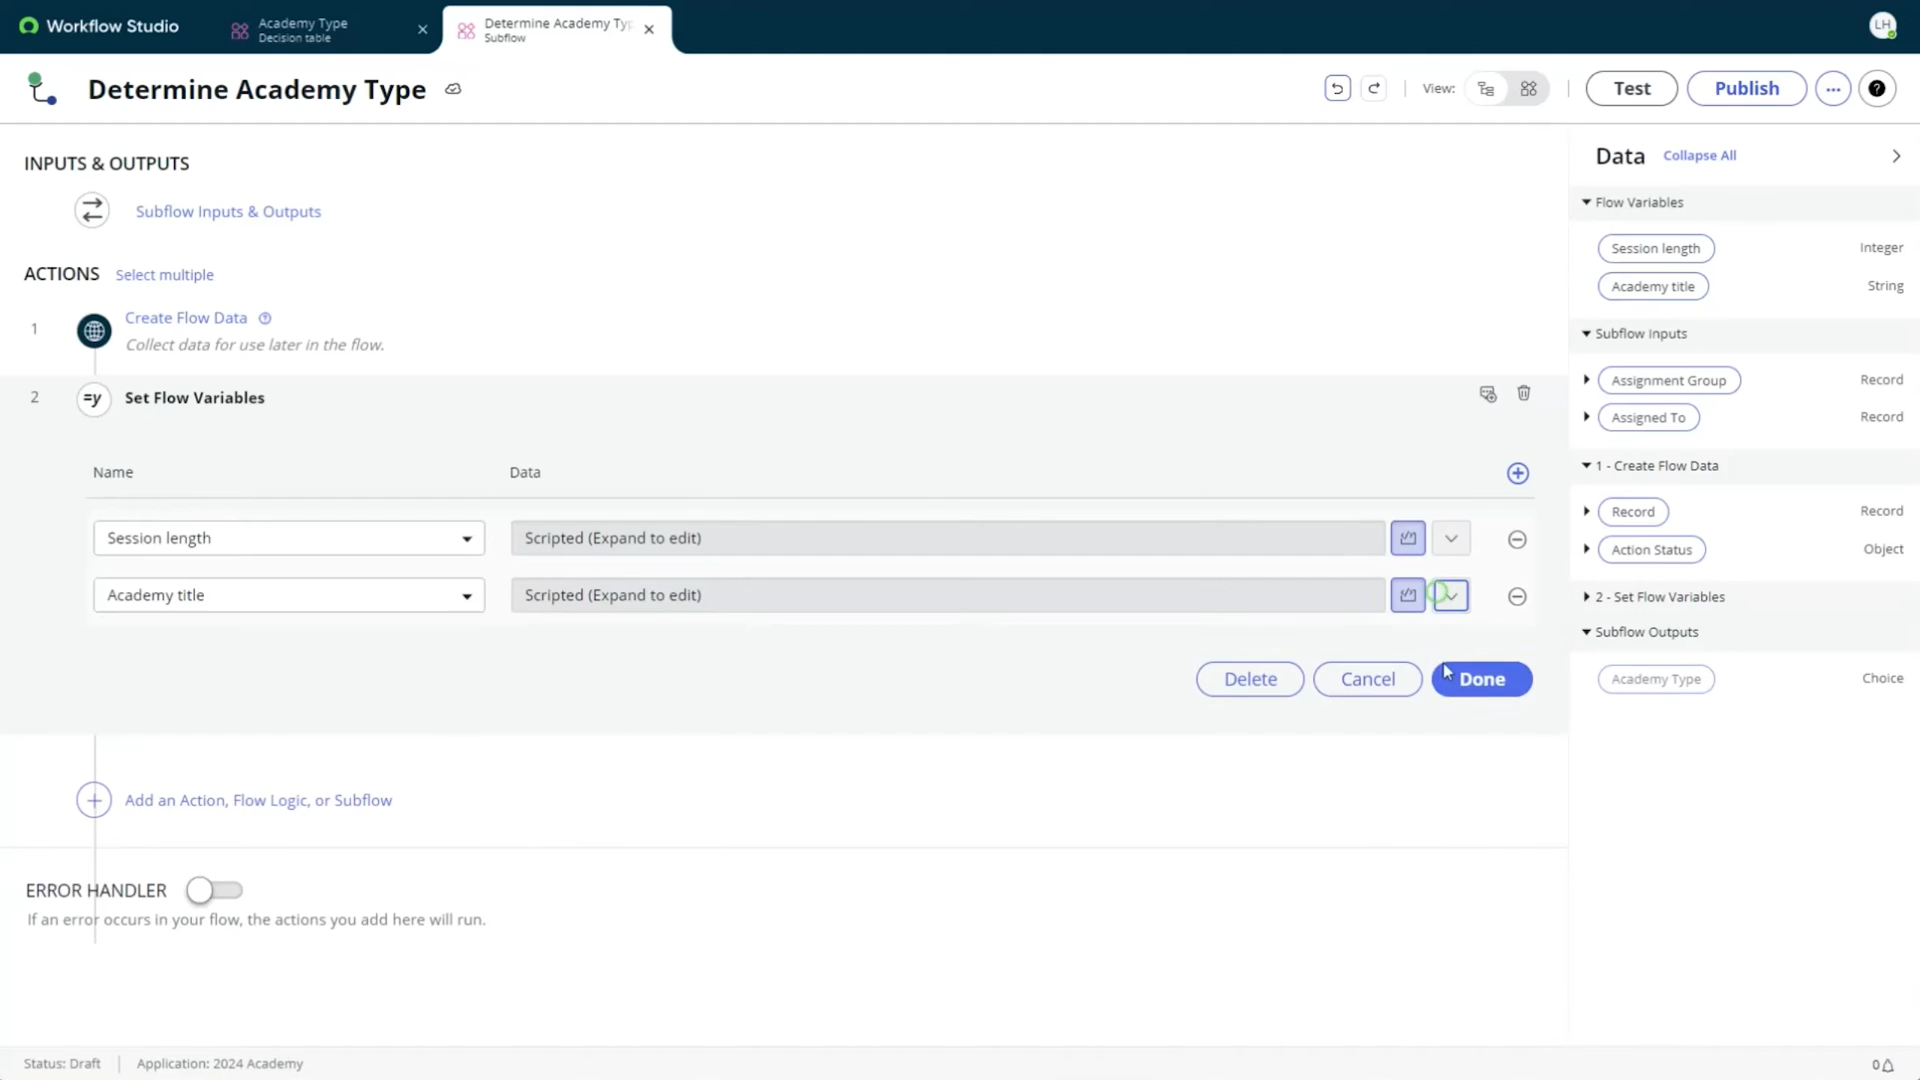 Workflow Studio
Academy Type
Decision table
Determine Academy Typ
Subflow
LH
Determine Academy Type
View:
Test
Publish
INPUTS & OUTPUTS
Subflow Inputs & Outputs
ACTIONS Select multiple
1 Create Flow Data
Collect data for use later in the flow.
2 =y Set Flow Variables
Name Data
Session length Scripted (Expand to edit)
Academy title Scripted (Expand to edit)
Delete Cancel Done
Add an Action, Flow Logic, or Subflow
ERROR HANDLER
If an error occurs in your flow, the actions you add here will run.
Data Collapse All
Flow Variables
Session length Integer
Academy title String
Subflow Inputs
Assignment Group Record
Assigned To Record
1 - Create Flow Data
Record Record
Action Status Object
2 - Set Flow Variables
Subflow Outputs
Academy Type Choice
Status: Draft Application: 2024 Academy
0